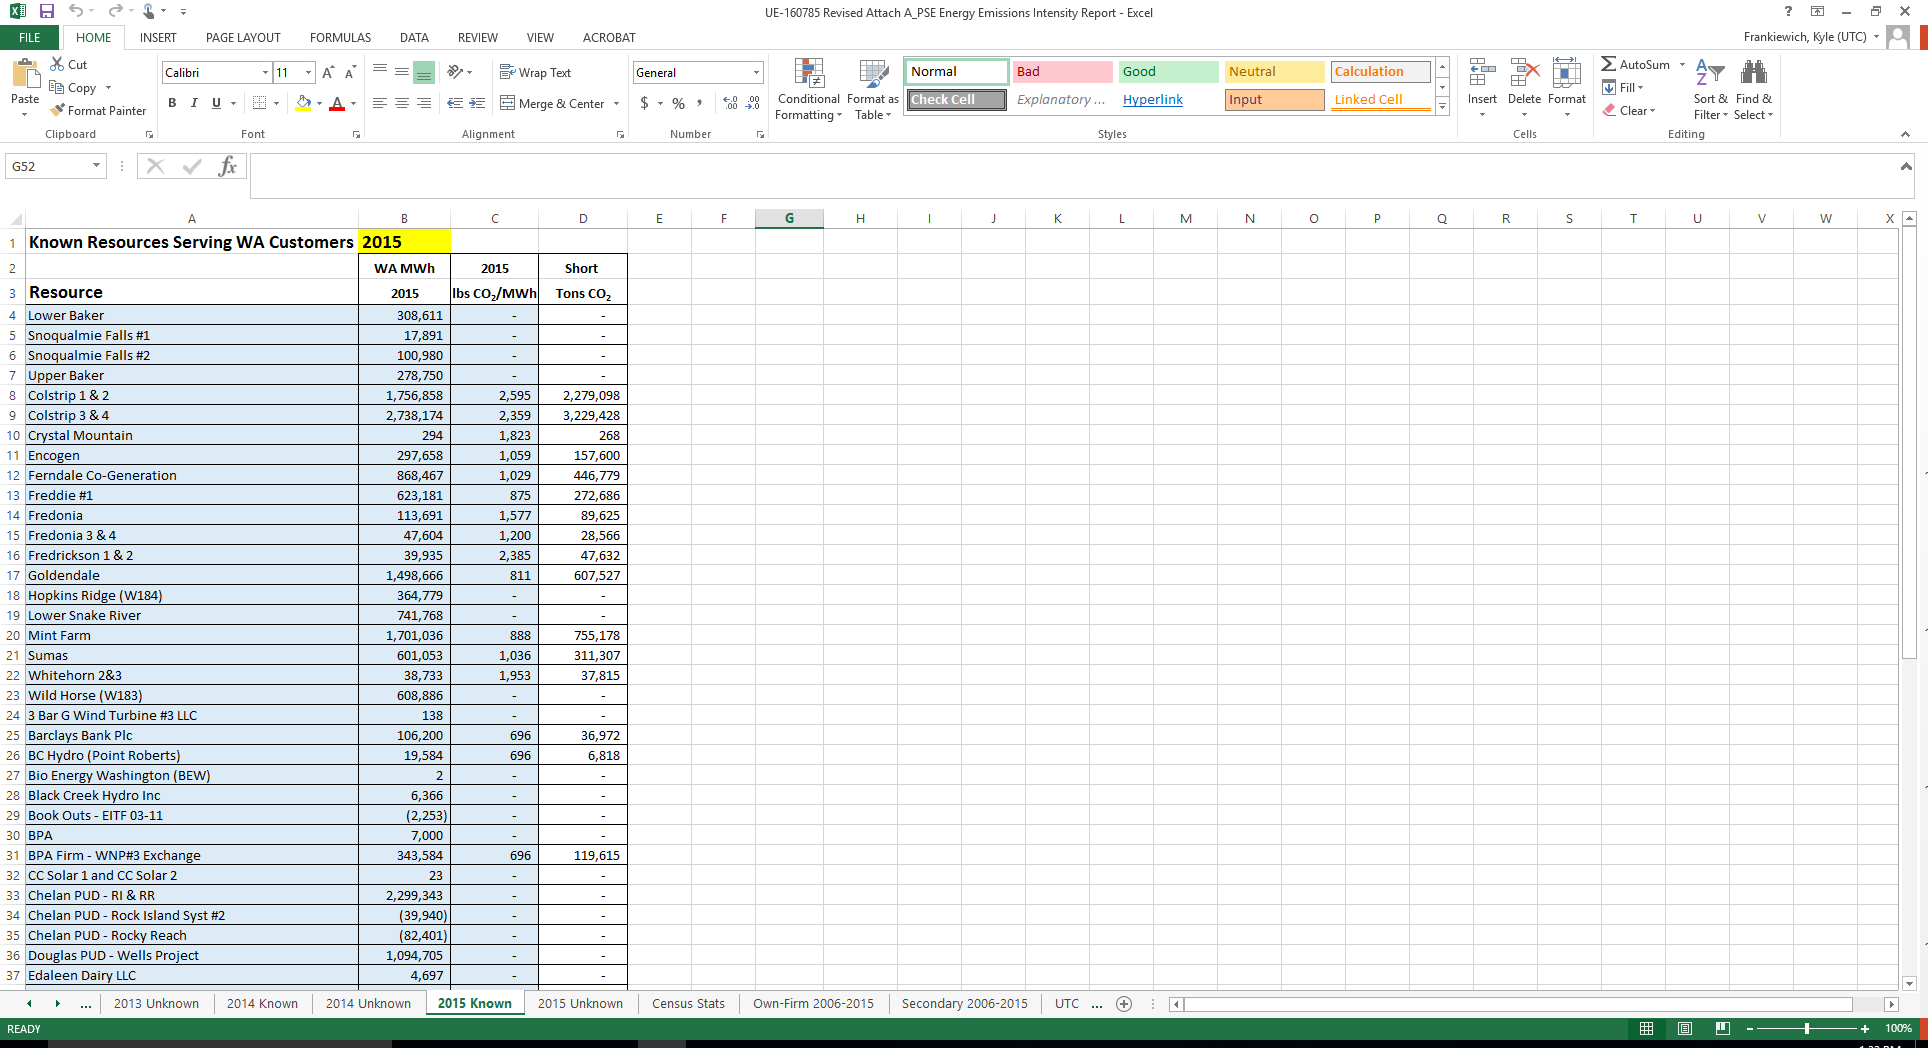 UE-160785 Revised Attach A_PSE Energy Emissions Intensity Report - Excel
FILE HOME INSERT PAGE LAYOUT FORMULAS DATA REVIEW VIEW ACROBAT Frankiewich, Kyle (UTC)
Paste Cut Copy Format Painter
Clipboard
Calibri 11
B I U
Font
Wrap Text
Merge & Center
Alignment
General
$ % ,
Number
Conditional Formatting Format as Table
Normal Bad Good Neutral Calculation
Check Cell Explanatory ... Hyperlink Input Linked Cell
Styles
Insert Delete Format
Cells
AutoSum
Fill
Clear
Sort & Filter Find & Select
Editing
G52 fx
A B C D E F G H I J K L M N O P Q R S T U V W X
1 Known Resources Serving WA Customers 2015
2 WA MWh 2015 Short
3 Resource 2015 lbs CO₂/MWh Tons CO₂
4 Lower Baker 308,611 - -
5 Snoqualmie Falls #1 17,891 - -
6 Snoqualmie Falls #2 100,980 - -
7 Upper Baker 278,750 - -
8 Colstrip 1 & 2 1,756,858 2,595 2,279,098
9 Colstrip 3 & 4 2,738,174 2,359 3,229,428
10 Crystal Mountain 294 1,823 268
11 Encogen 297,658 1,059 157,600
12 Ferndale Co-Generation 868,467 1,029 446,779
13 Freddie #1 623,181 875 272,686
14 Fredonia 113,691 1,577 89,625
15 Fredonia 3 & 4 47,604 1,200 28,566
16 Fredrickson 1 & 2 39,935 2,385 47,632
17 Goldendale 1,498,666 811 607,527
18 Hopkins Ridge (W184) 364,779 - -
19 Lower Snake River 741,768 - -
20 Mint Farm 1,701,036 888 755,178
21 Sumas 601,053 1,036 311,307
22 Whitehorn 2&3 38,733 1,953 37,815
23 Wild Horse (W183) 608,886 - -
24 3 Bar G Wind Turbine #3 LLC 138 - -
25 Barclays Bank Plc 106,200 696 36,972
26 BC Hydro (Point Roberts) 19,584 696 6,818
27 Bio Energy Washington (BEW) 2 - -
28 Black Creek Hydro Inc 6,366 - -
29 Book Outs - EITF 03-11 (2,253) - -
30 BPA 7,000 - -
31 BPA Firm - WNP#3 Exchange 343,584 696 119,615
32 CC Solar 1 and CC Solar 2 23 - -
33 Chelan PUD - RI & RR 2,299,343 - -
34 Chelan PUD - Rock Island Syst #2 (39,940) - -
35 Chelan PUD - Rocky Reach (82,401) - -
36 Douglas PUD - Wells Project 1,094,705 - -
37 Edaleen Dairy LLC 4,697 - -
... 2013 Unknown 2014 Known 2014 Unknown 2015 Known 2015 Unknown Census Stats Own-Firm 2006-2015 Secondary 2006-2015 UTC ...
READY 100%